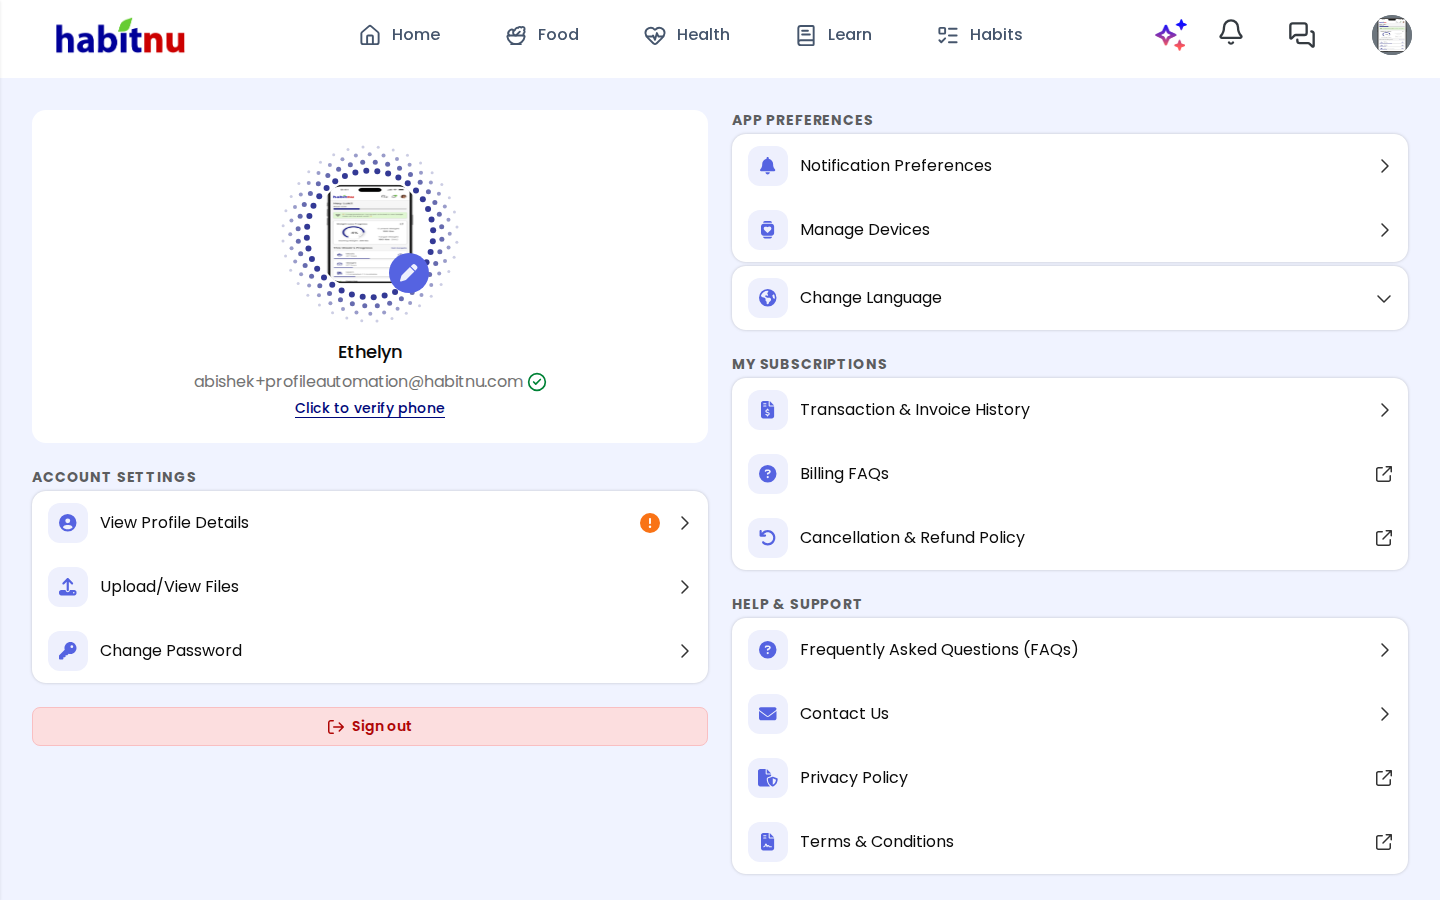 habitnu
Home
Food
Health
Learn
Habits
Ethelyn
abishek+profileautomation@habitnu.com
Click to verify phone
ACCOUNT SETTINGS
View Profile Details
Upload/View Files
Change Password
Sign out
APP PREFERENCES
Notification Preferences
Manage Devices
Change Language
MY SUBSCRIPTIONS
Transaction & Invoice History
Billing FAQs
Cancellation & Refund Policy
HELP & SUPPORT
Frequently Asked Questions (FAQs)
Contact Us
Privacy Policy
Terms & Conditions